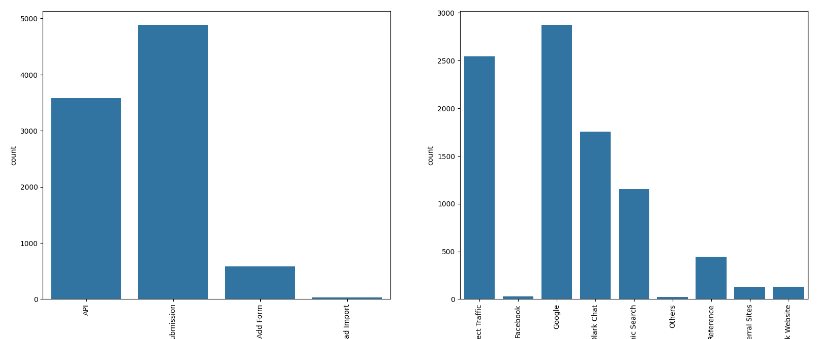 5000
4000
3000
2000
1000
0
count
API
ubmission
Add Form
ad Import
3000
2500
2000
1500
1000
500
0
count
ect Traffic
Facebook
Google
Olark Chat
nic Search
Others
Reference
erral Sites
k Website